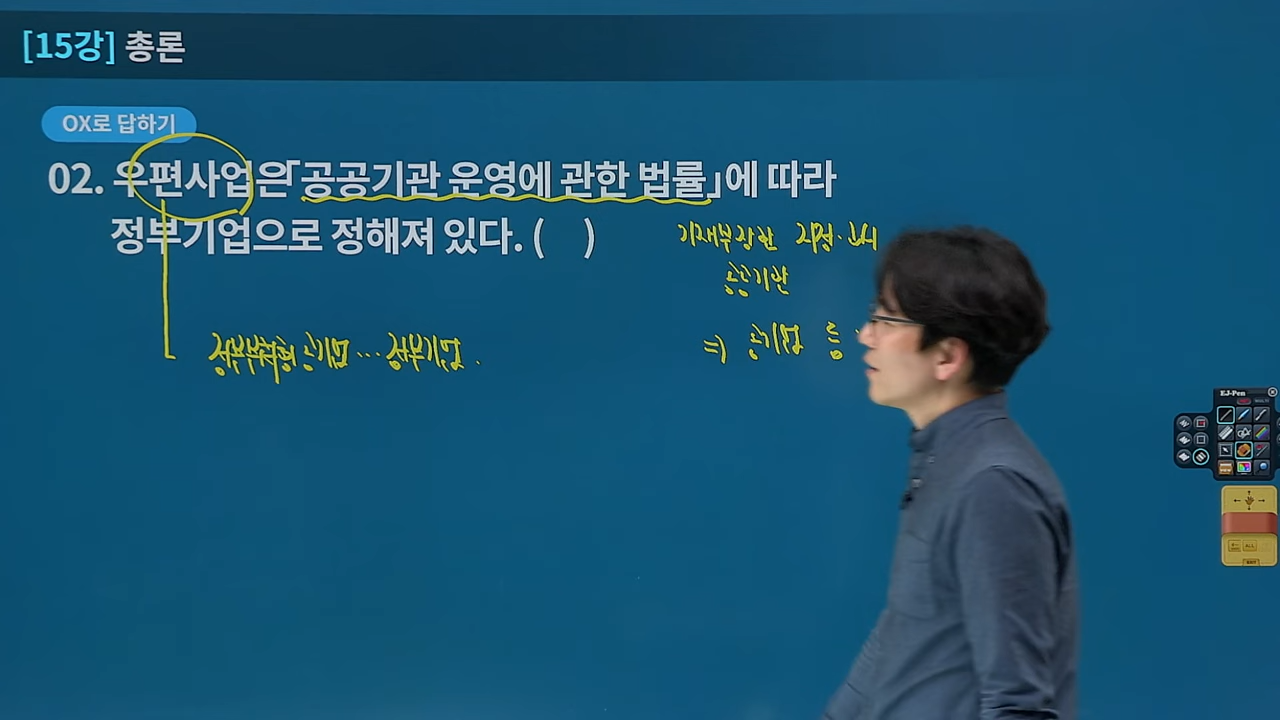 [15강] 총론
OX로 답하기
02. 우편사업은「공공기관 운영에 관한 법률」에 따라
정부기업으로 정해져 있다. (   )
기재부장관 지정·고시
공공기관
⇒ 공기업 등
정부부처형 공기업 … 정부기업.
EJ-Pen